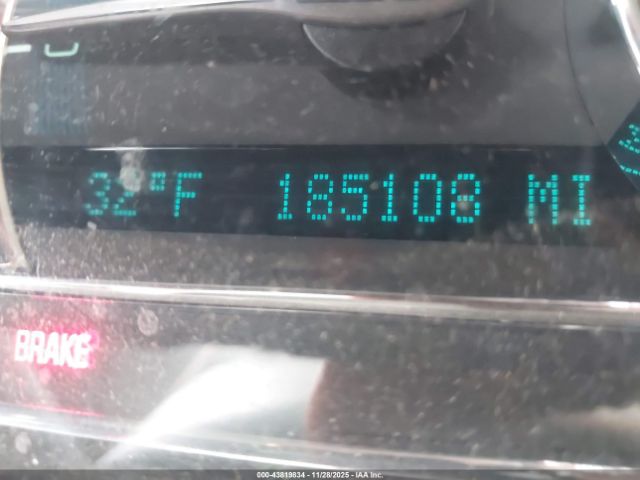 32°F 185108 MI
BRAKE
000-43819834 - 11/28/2025 - IAA Inc.